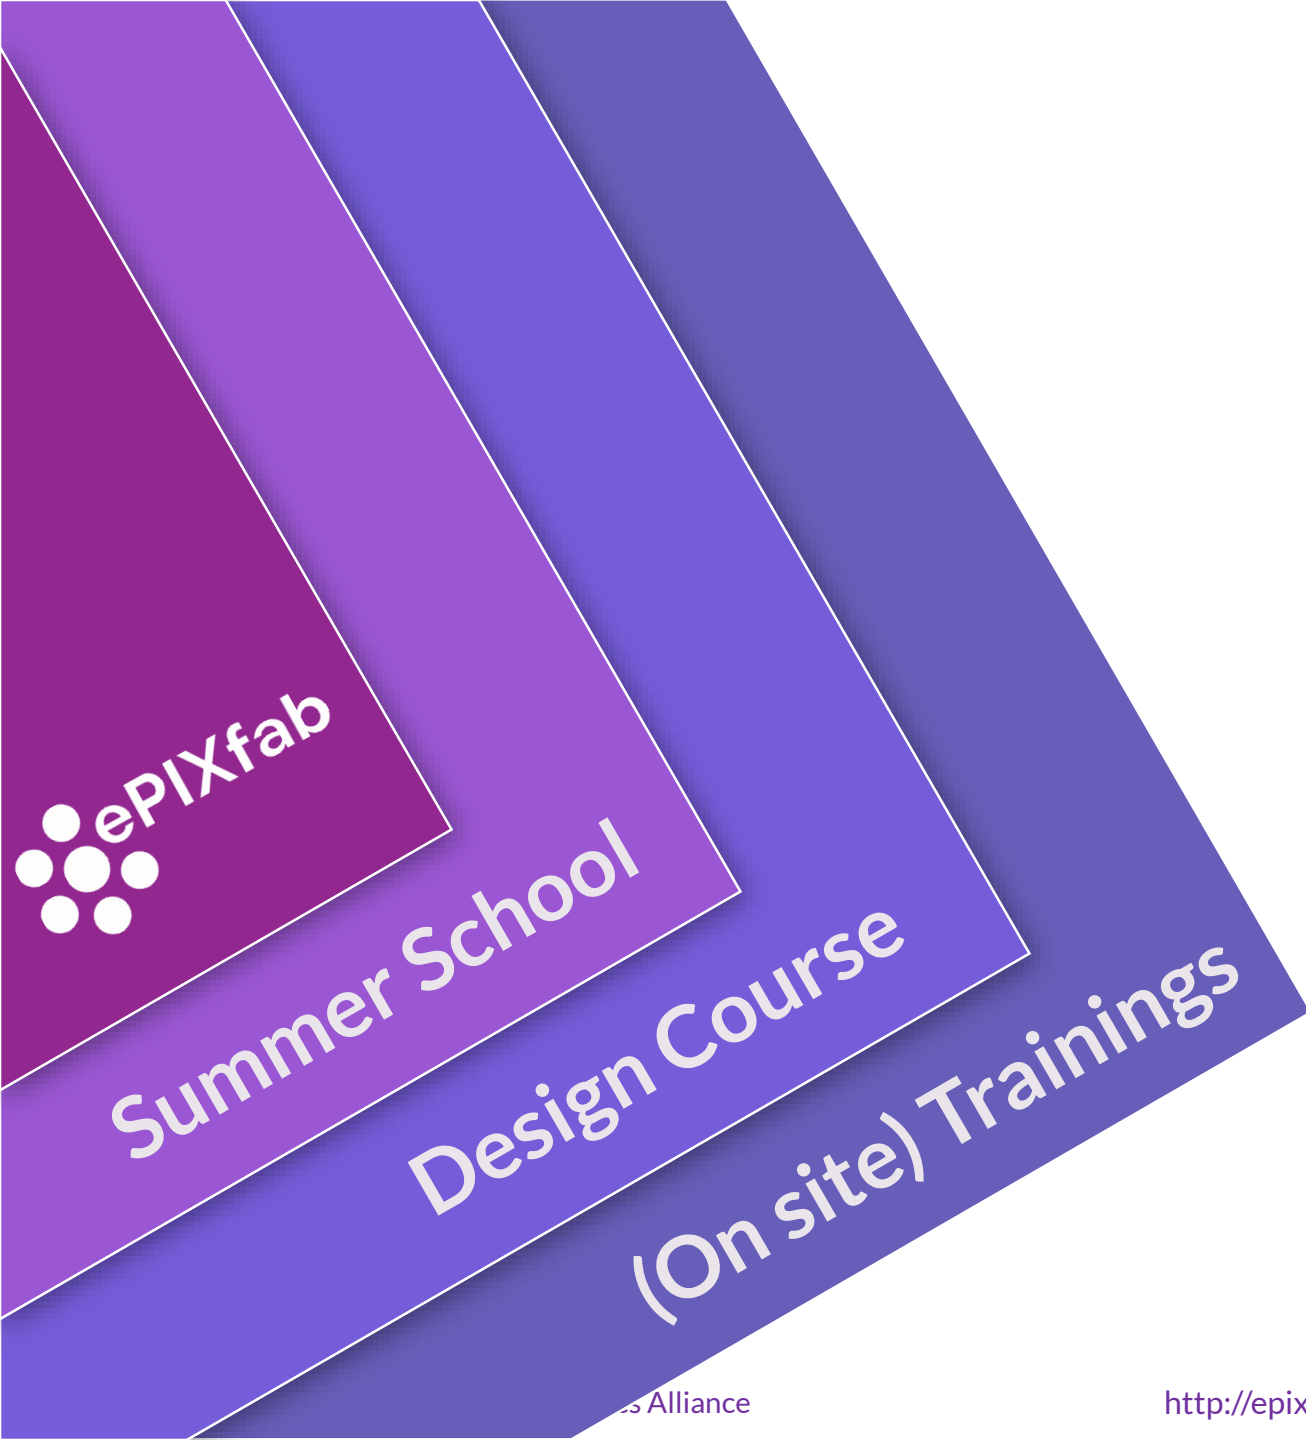 ePIXfab
Summer School
Design Course
(On site) Trainings
Alliance
http://epix